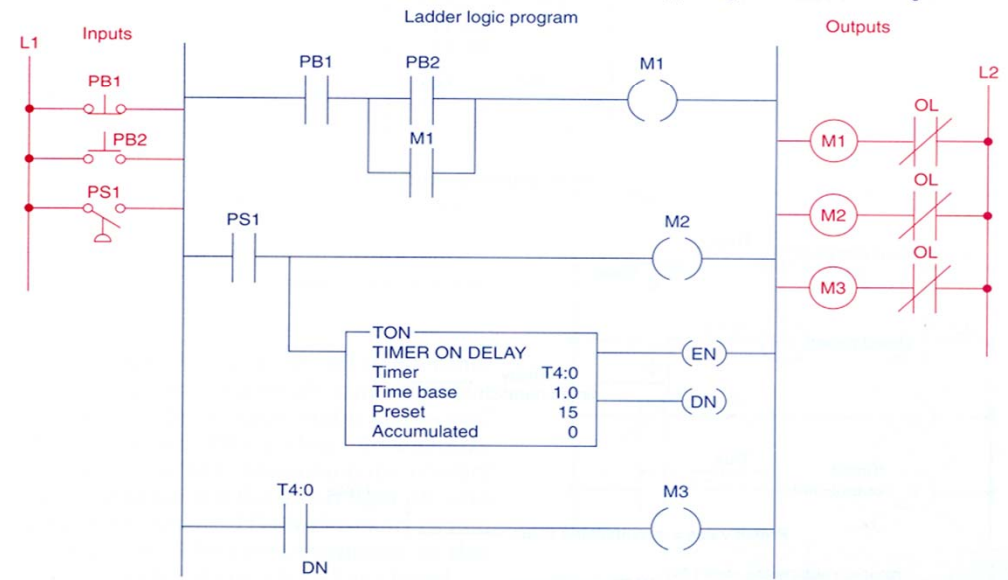 Ladder logic program
Inputs
Outputs
L1
L2
PB1
PB2
PS1
PB1
PB2
M1
M1
PS1
M2
TON
TIMER ON DELAY
Timer T4:0
Time base 1.0
Preset 15
Accumulated 0
EN
DN
T4:0
DN
M3
OL
M1
OL
M2
OL
M3